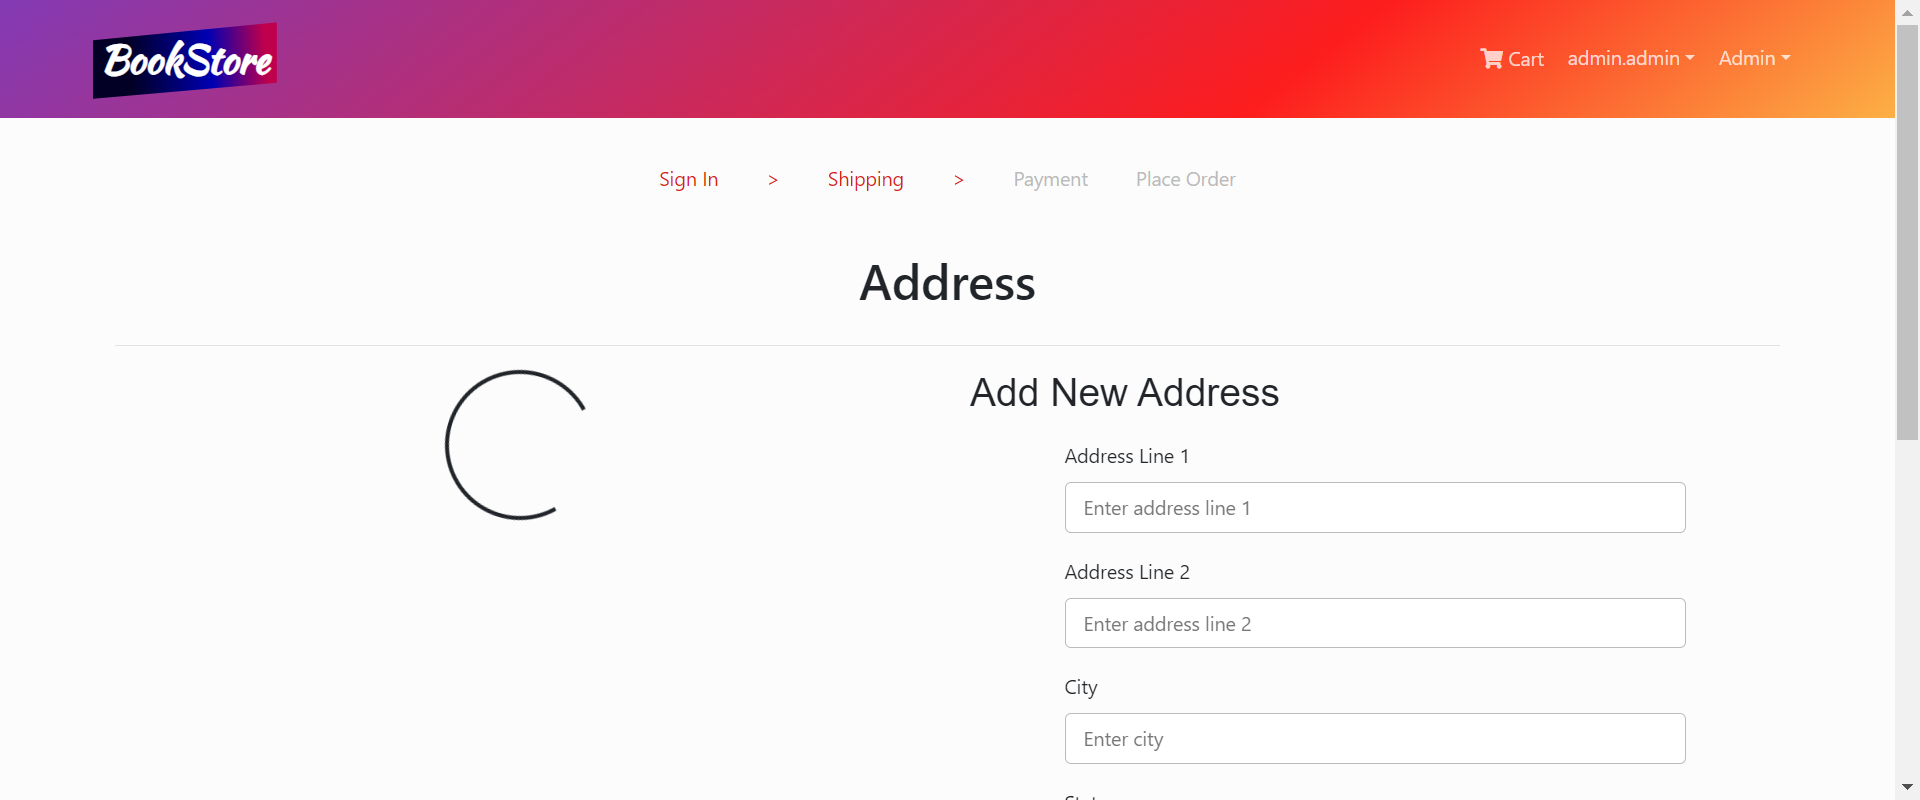 BookStore
Cart admin.admin Admin
Sign In > Shipping > Payment Place Order
Address
Add New Address
Address Line 1
Enter address line 1
Address Line 2
Enter address line 2
City
Enter city